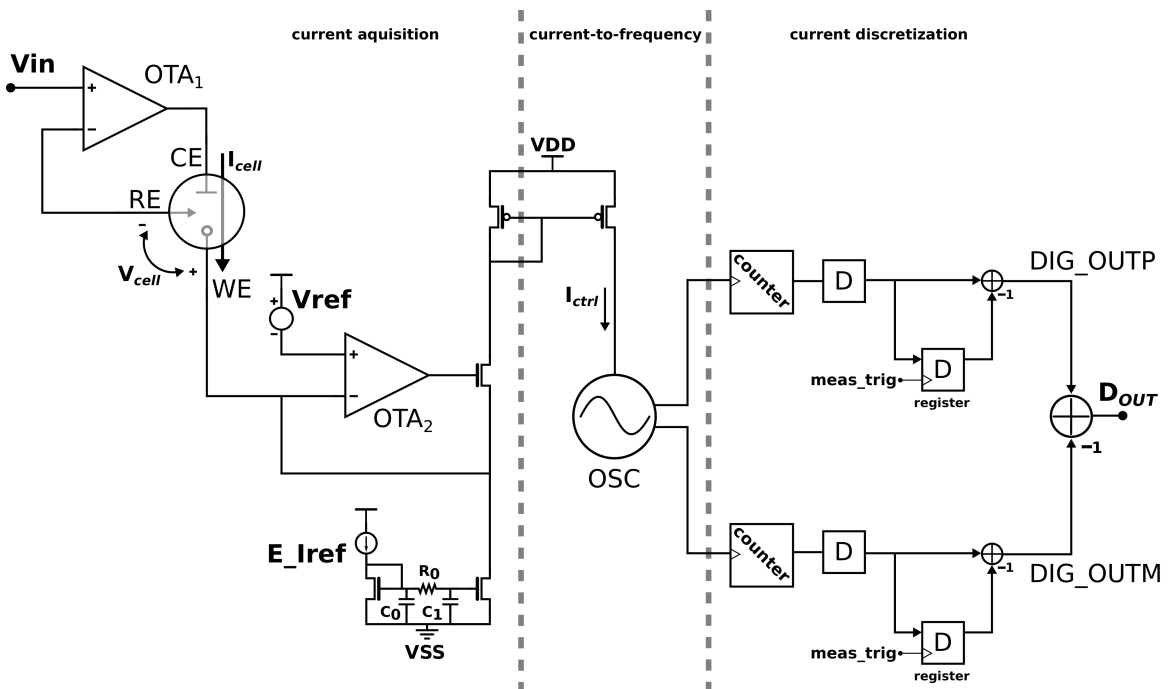 current aquisition
current-to-frequency
current discretization
Vin
OTA1
+
−
CE
Icell
RE
−
Vcell
+
WE
VDD
+
Vref
−
+
−
OTA2
Ictrl
OSC
E_Iref
R0
C0
C1
VSS
counter
D
−1
DIG_OUTP
meas_trig
D
register
DOUT
−1
counter
D
−1
DIG_OUTM
meas_trig
D
register